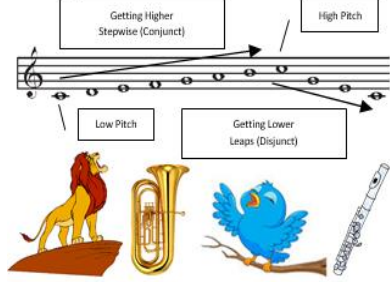 Getting Higher
Stepwise (Conjunct)
High Pitch
Low Pitch
Getting Lower
Leaps (Disjunct)